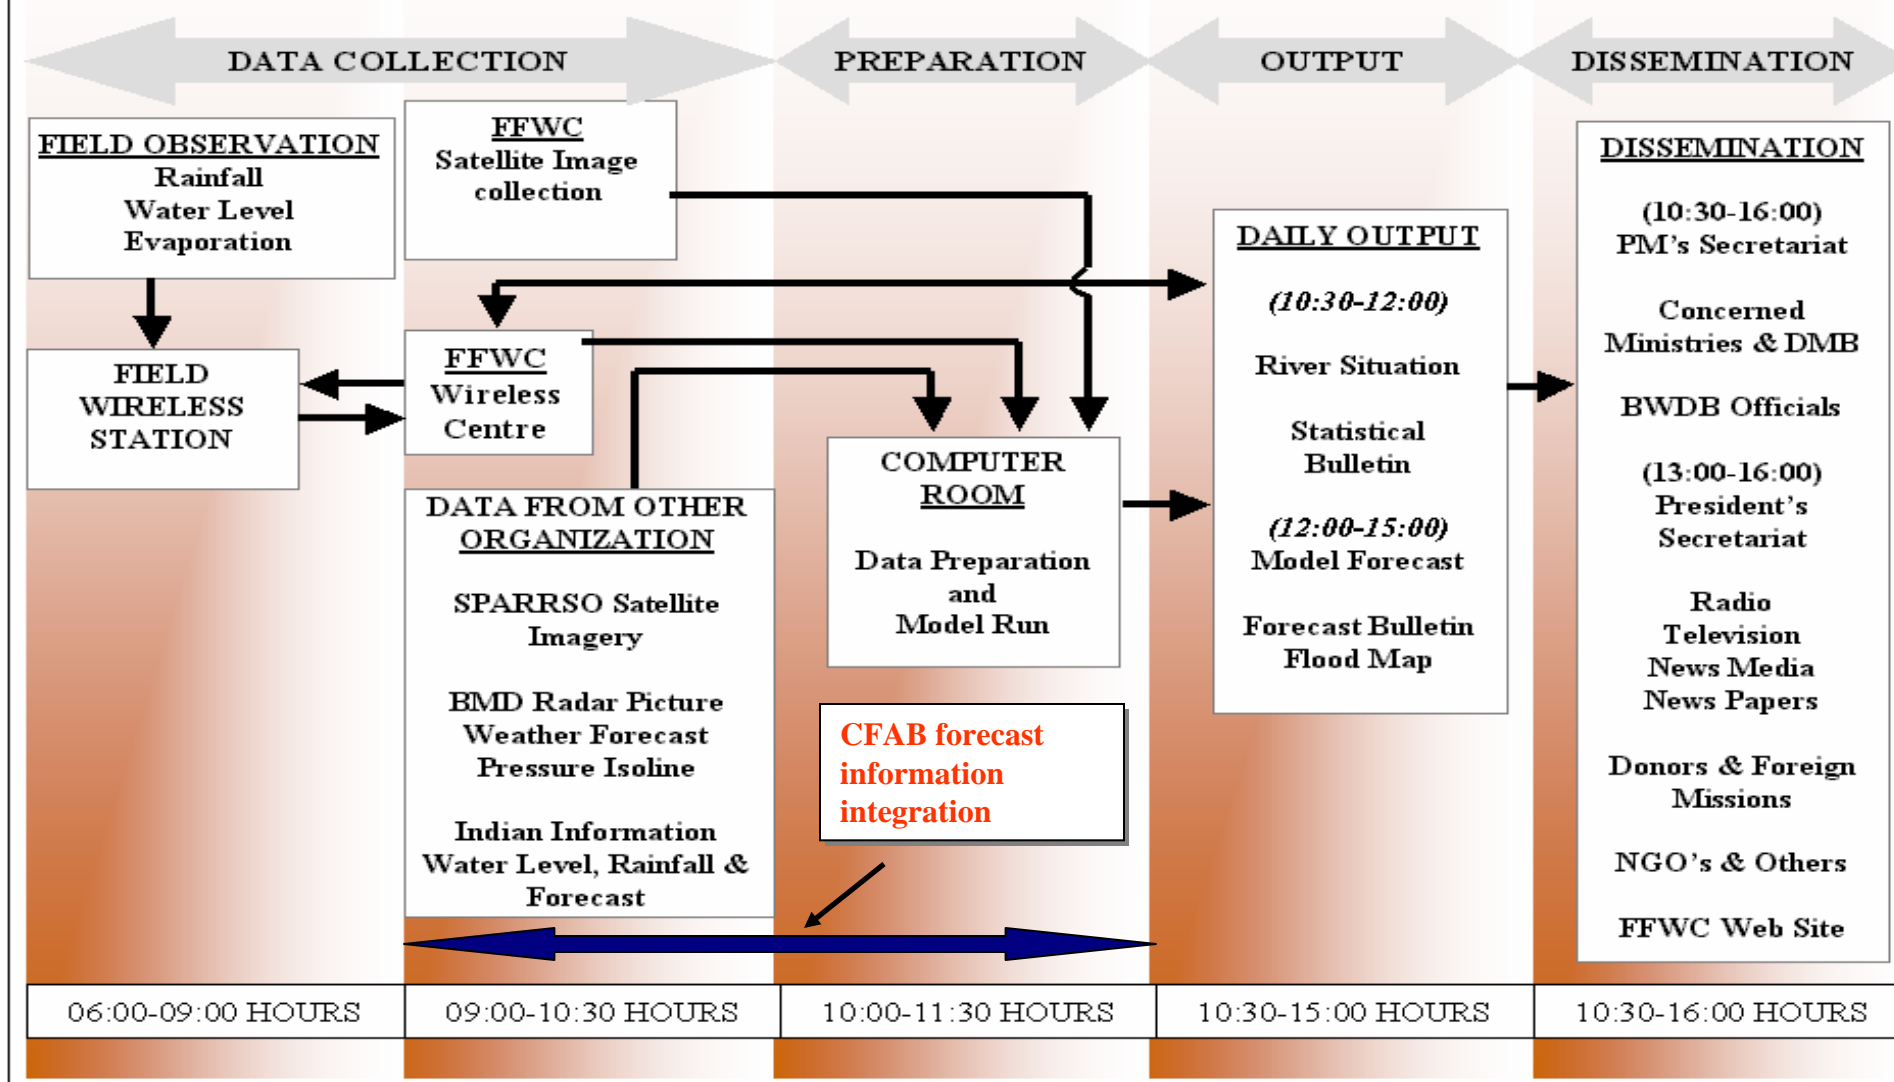 DATA COLLECTION
PREPARATION
OUTPUT
DISSEMINATION
FIELD OBSERVATION
Rainfall
Water Level
Evaporation
FIELD
WIRELESS
STATION
FFWC
Satellite Image
collection
FFWC
Wireless
Centre
DATA FROM OTHER
ORGANIZATION
SPARRSO Satellite
Imagery
BMD Radar Picture
Weather Forecast
Pressure Isoline
Indian Information
Water Level, Rainfall &
Forecast
COMPUTER
ROOM
Data Preparation
and
Model Run
CFAB forecast
information
integration
DAILY OUTPUT
(10:30-12:00)
River Situation
Statistical
Bulletin
(12:00-15:00)
Model Forecast
Forecast Bulletin
Flood Map
DISSEMINATION
(10:30-16:00)
PM's Secretariat
Concerned
Ministries & DMB
BWDB Officials
(13:00-16:00)
President's
Secretariat
Radio
Television
News Media
News Papers
Donors & Foreign
Missions
NGO's & Others
FFWC Web Site
06:00-09:00 HOURS
09:00-10:30 HOURS
10:00-11:30 HOURS
10:30-15:00 HOURS
10:30-16:00 HOURS